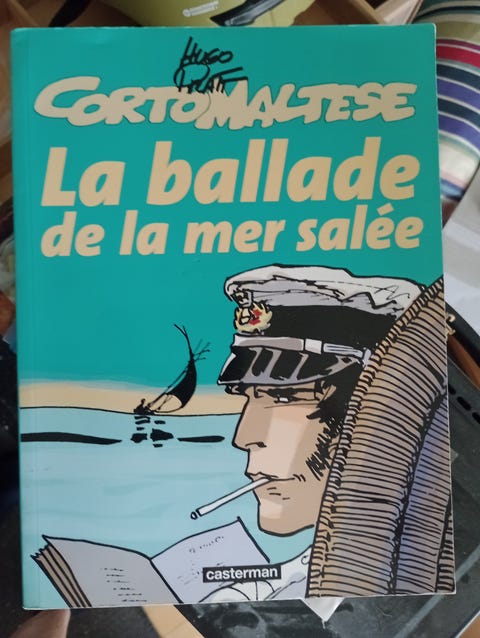 HUGO
PRATT
CORTO MALTESE
La ballade
de la mer salée
casterman